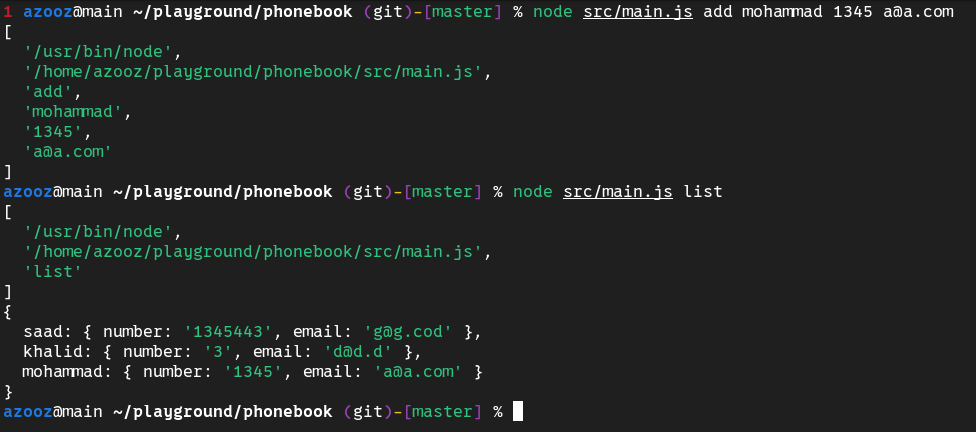 1 azooz@main ~/playground/phonebook (git)-[master] % node src/main.js add mohammad 1345 a@a.com
[
  '/usr/bin/node',
  '/home/azooz/playground/phonebook/src/main.js',
  'add',
  'mohammad',
  '1345',
  'a@a.com'
]
azooz@main ~/playground/phonebook (git)-[master] % node src/main.js list
[
  '/usr/bin/node',
  '/home/azooz/playground/phonebook/src/main.js',
  'list'
]
{
  saad: { number: '1345443', email: 'g@g.cod' },
  khalid: { number: '3', email: 'd@d.d' },
  mohammad: { number: '1345', email: 'a@a.com' }
}
azooz@main ~/playground/phonebook (git)-[master] %